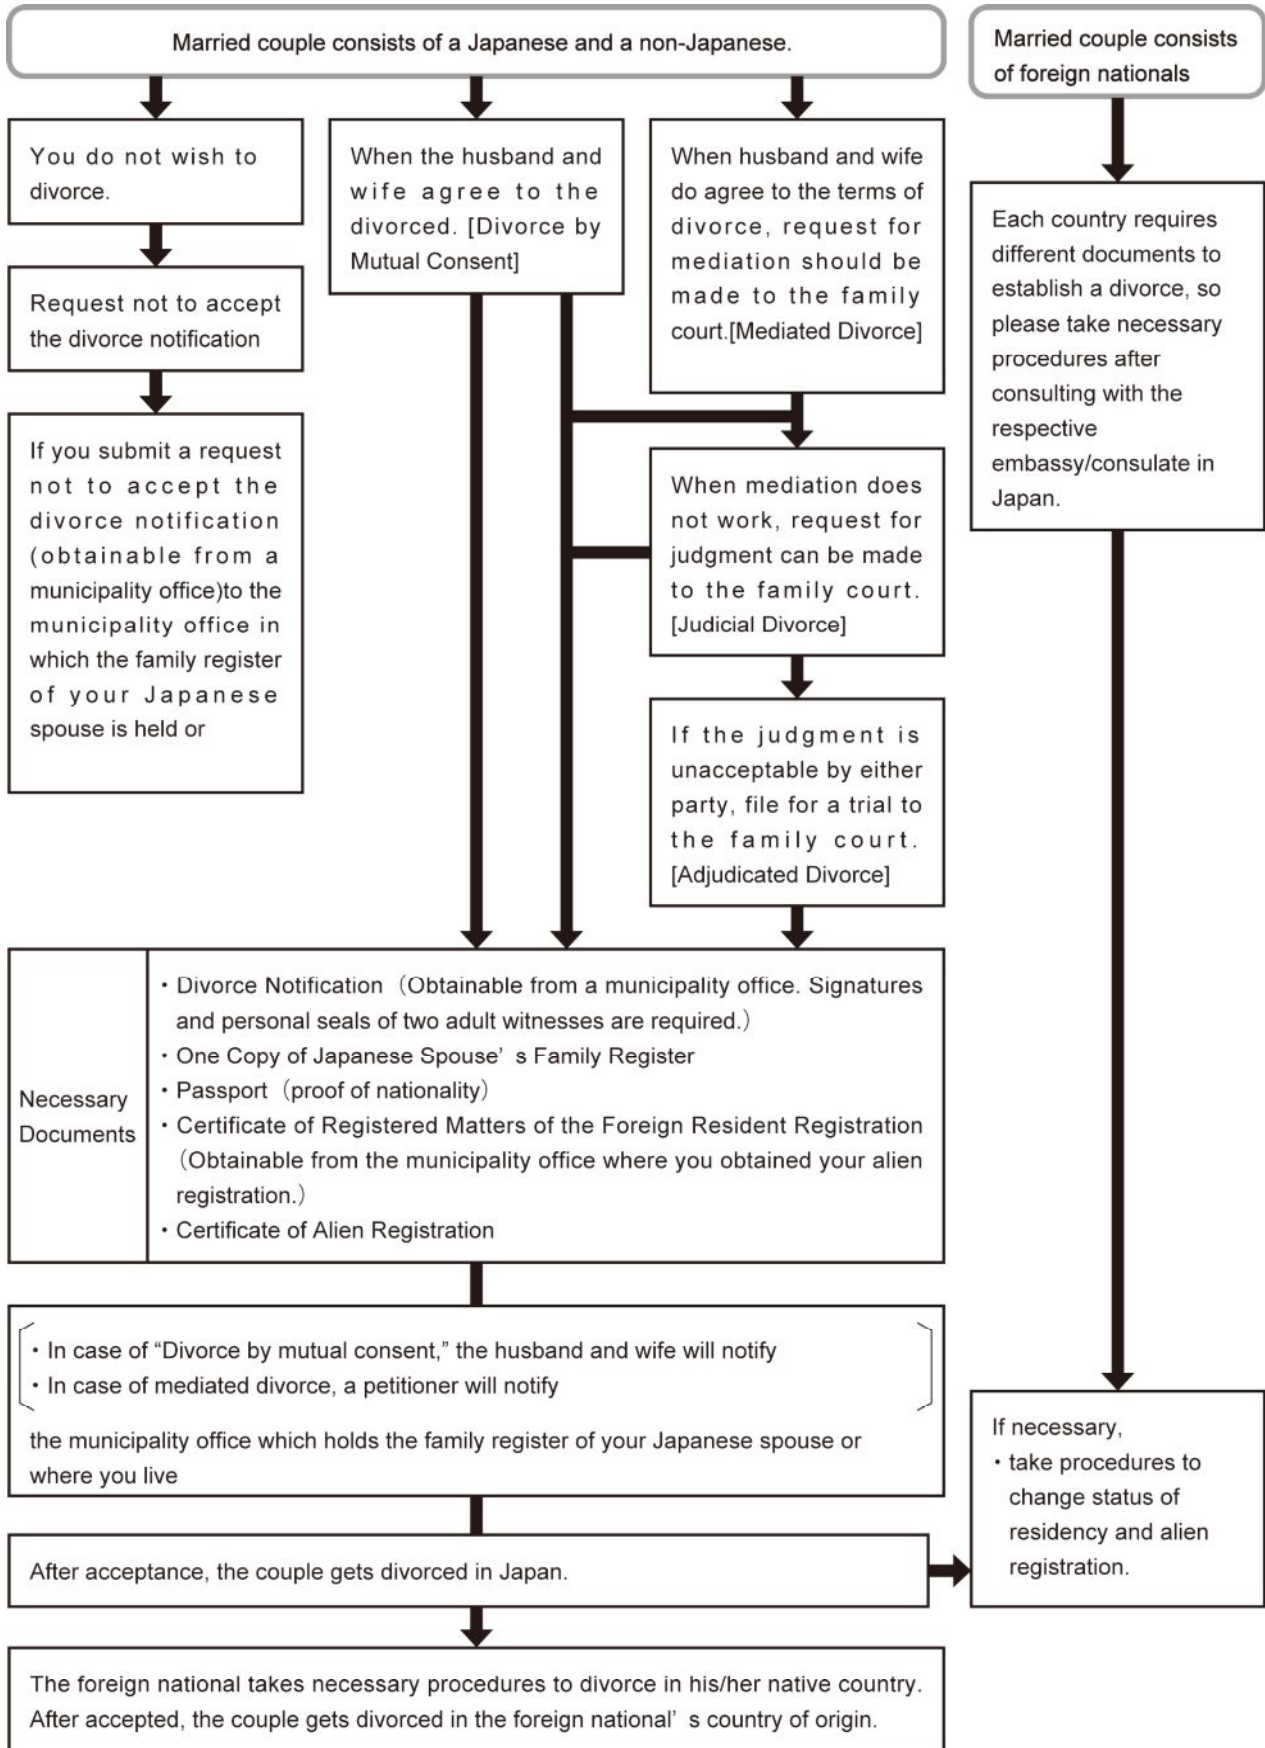 Married couple consists of a Japanese and a non-Japanese.
You do not wish to
divorce.
Request not to accept
the divorce notification
If you submit a request
not to accept the
divorce notification
(obtainable from a
municipality office)to the
municipality office in
which the family register
of your Japanese
spouse is held or
When the husband and
wife agree to the
divorced. [Divorce by
Mutual Consent]
When husband and wife
do agree to the terms of
divorce, request for
mediation should be
made to the family
court.[Mediated Divorce]
When mediation does
not work, request for
judgment can be made
to the family court.
[Judicial Divorce]
If the judgment is
unacceptable by either
party, file for a trial to
the family court.
[Adjudicated Divorce]
Necessary
Documents
・Divorce Notification（Obtainable from a municipality office. Signatures
and personal seals of two adult witnesses are required.）
・One Copy of Japanese Spouse’ s Family Register
・Passport（proof of nationality）
・Certificate of Registered Matters of the Foreign Resident Registration
（Obtainable from the municipality office where you obtained your alien
registration.）
・Certificate of Alien Registration
・In case of “Divorce by mutual consent,” the husband and wife will notify
・In case of mediated divorce, a petitioner will notify
the municipality office which holds the family register of your Japanese spouse or
where you live
After acceptance, the couple gets divorced in Japan.
The foreign national takes necessary procedures to divorce in his/her native country.
After accepted, the couple gets divorced in the foreign national’ s country of origin.
Married couple consists
of foreign nationals
Each country requires
different documents to
establish a divorce, so
please take necessary
procedures after
consulting with the
respective
embassy/consulate in
Japan.
If necessary,
・take procedures to
change status of
residency and alien
registration.